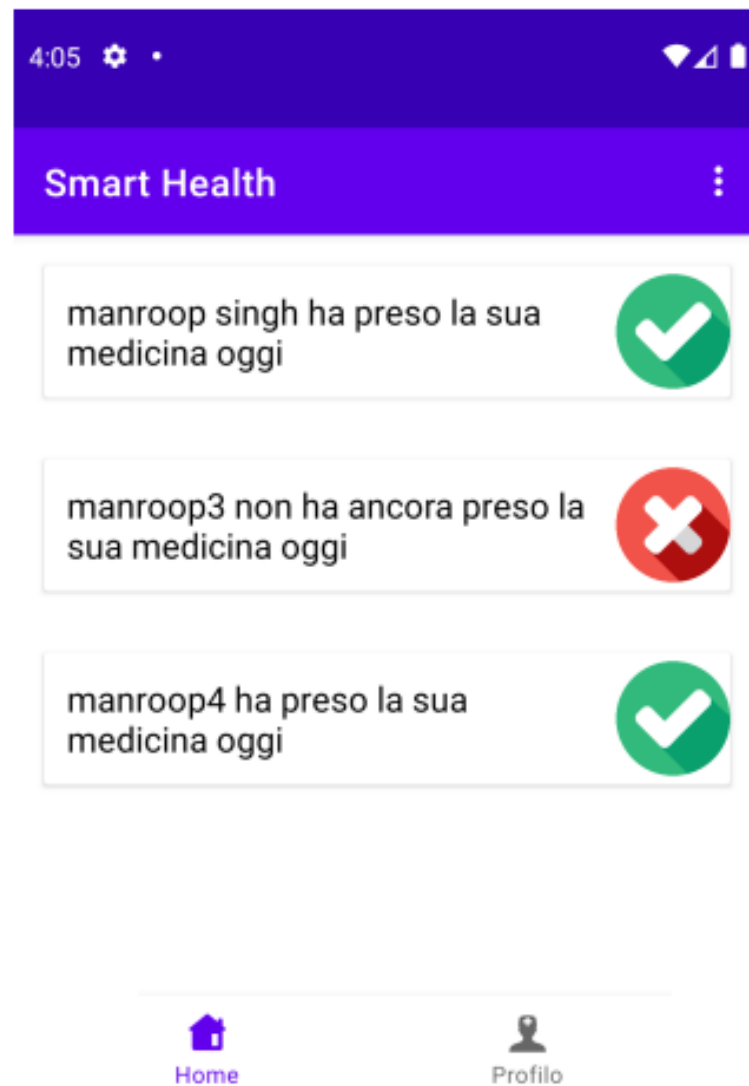 4:05
Smart Health
manroop singh ha preso la sua
medicina oggi
manroop3 non ha ancora preso la
sua medicina oggi
manroop4 ha preso la sua
medicina oggi
Home
Profilo